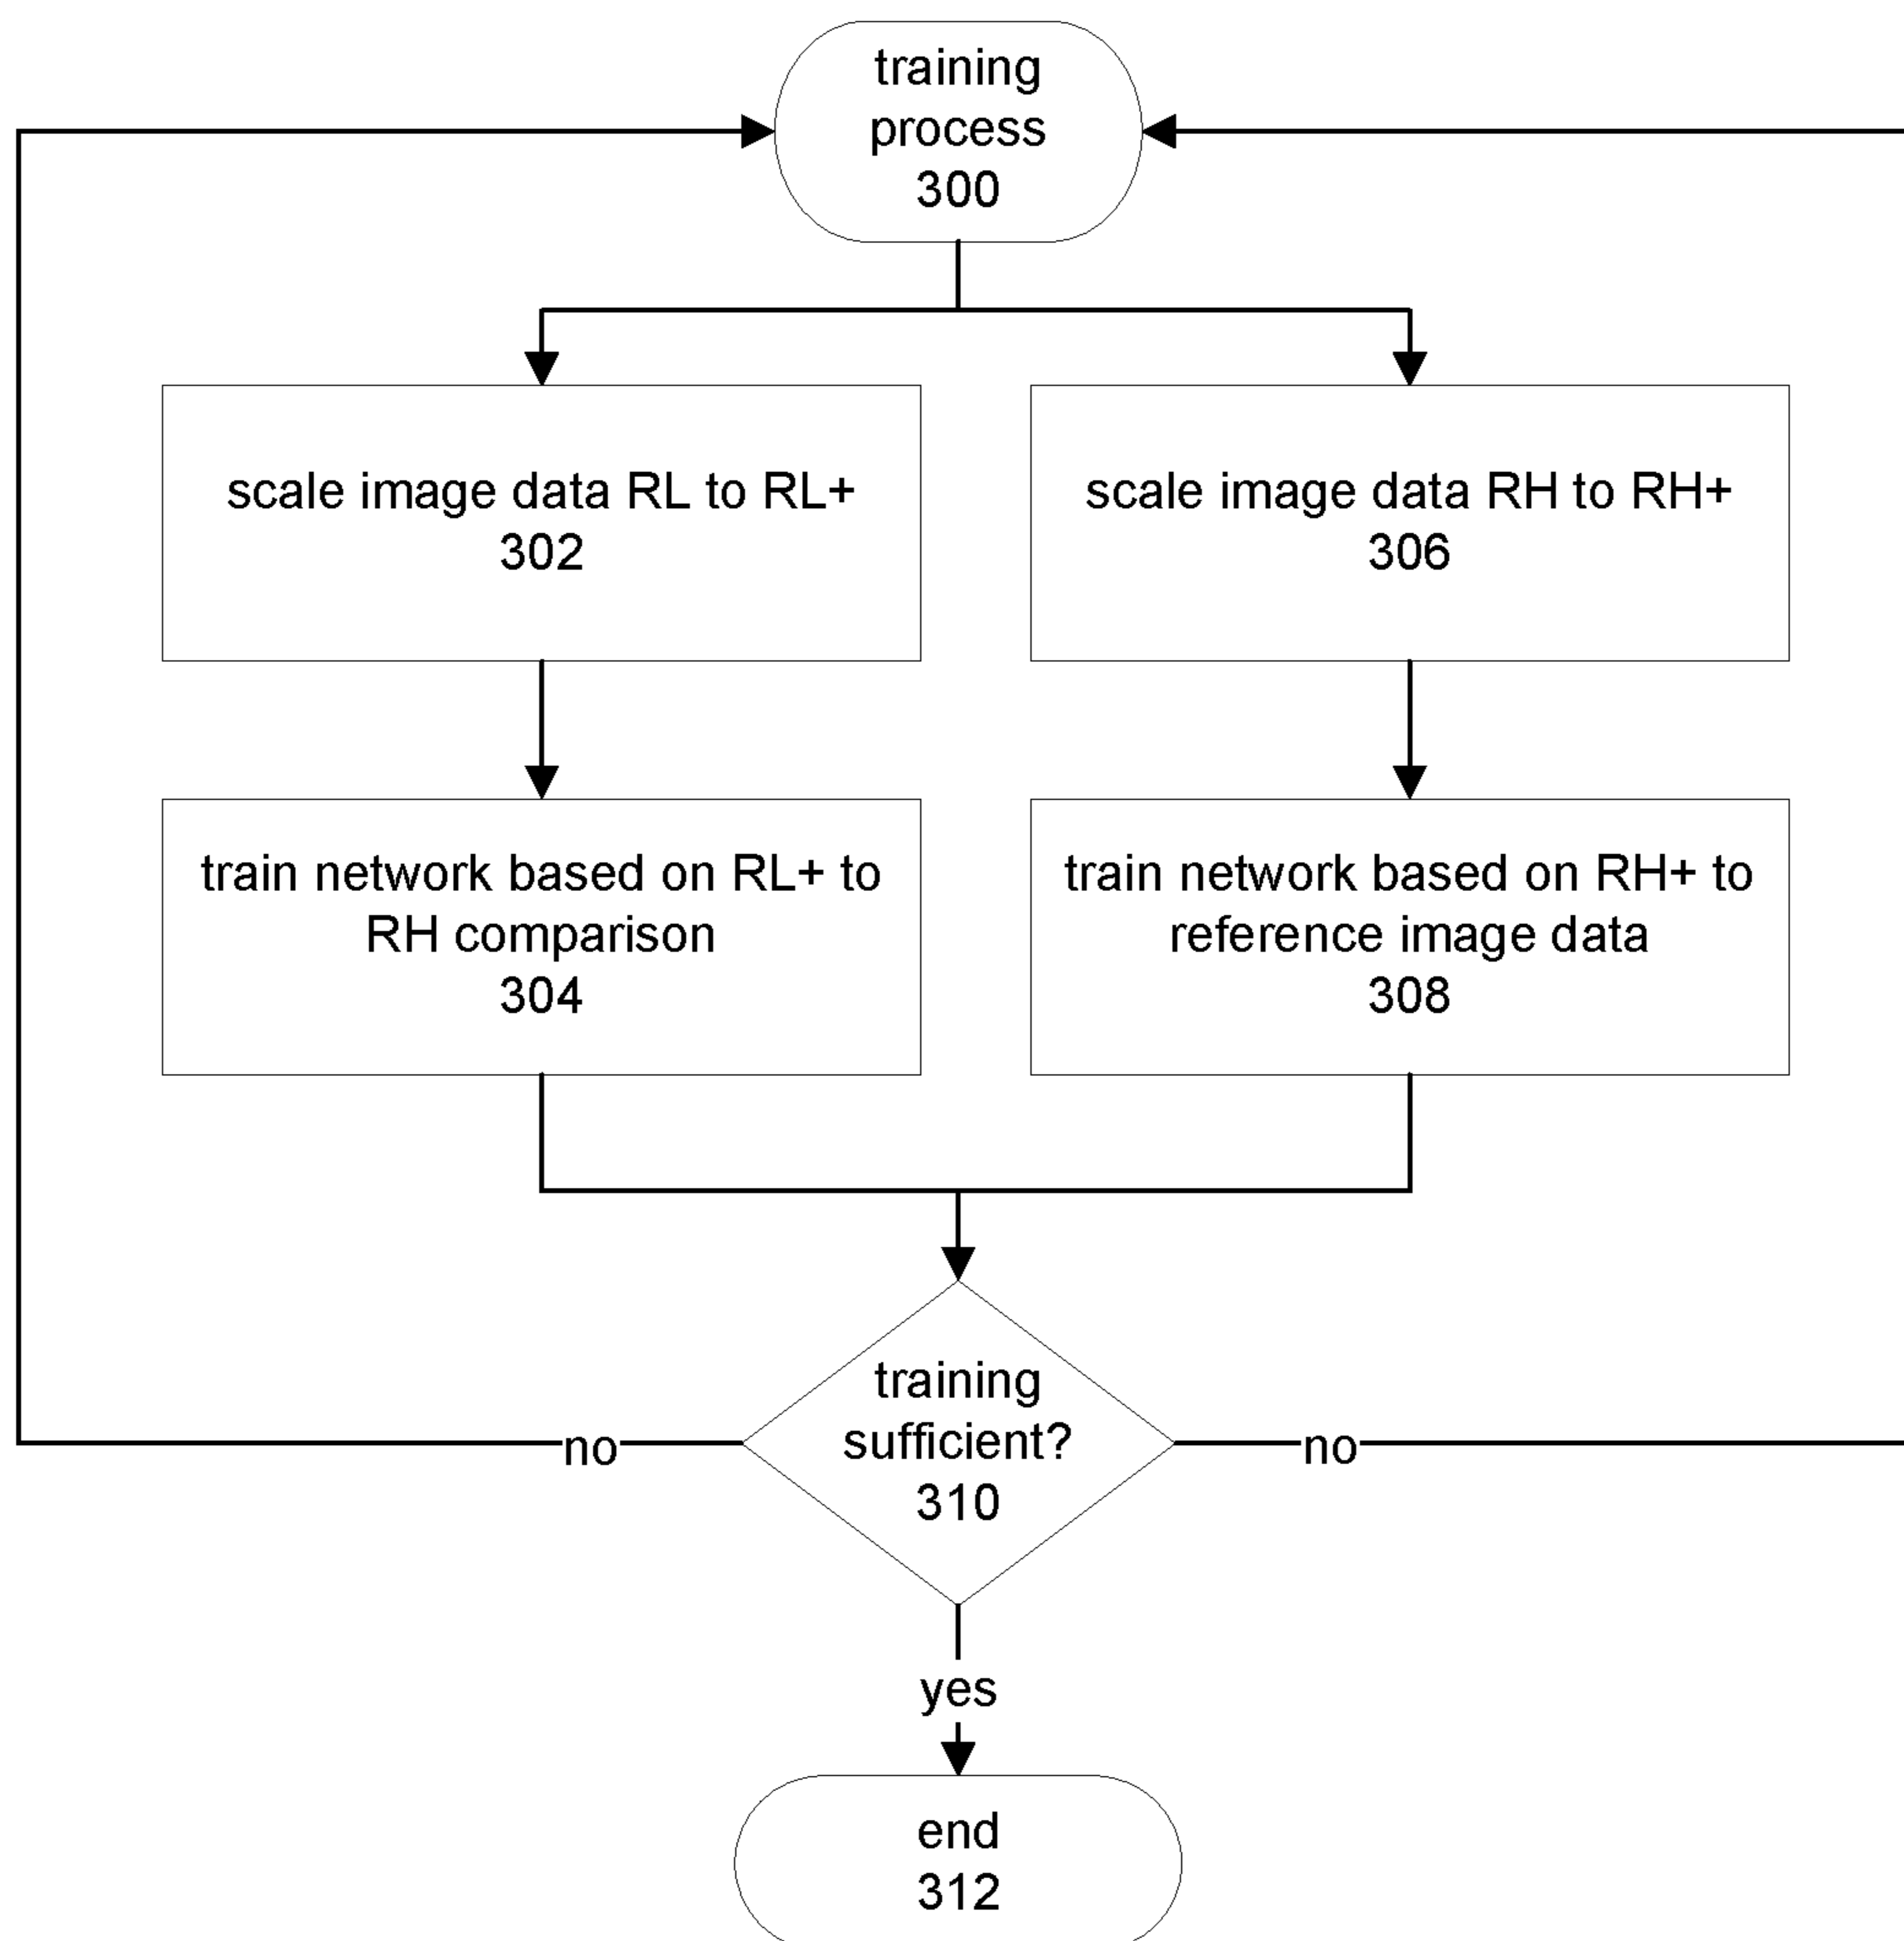 training
process
300
scale image data RL to RL+
302
scale image data RH to RH+
306
train network based on RL+ to
RH comparison
304
train network based on RH+ to
reference image data
308
training
sufficient?
310
no
no
yes
end
312